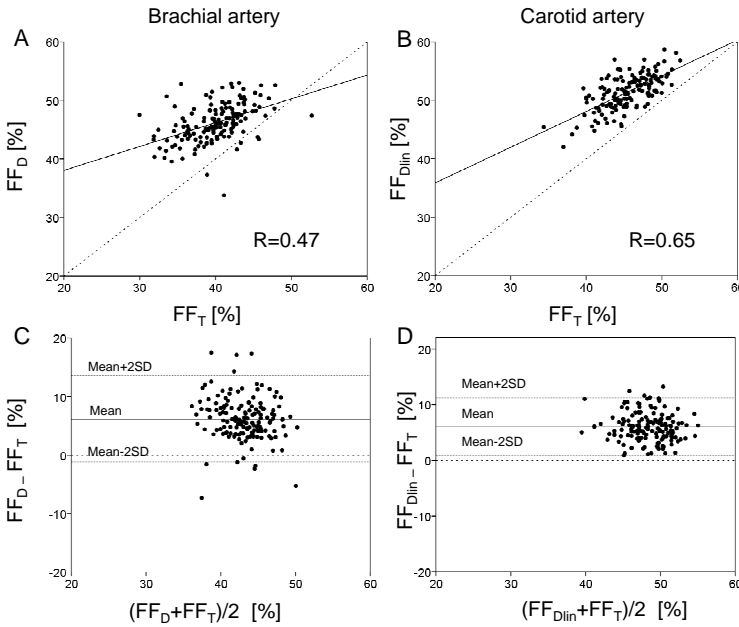 Brachial artery
Carotid artery
A
60
50
40
30
20
FF_D [%]
R=0.47
20 30 40 50 60
FF_T [%]
B
60
50
40
30
20
FF_Dlin [%]
R=0.65
20 30 40 50 60
FF_T [%]
C
20
10
0
-10
-20
FF_D – FF_T [%]
Mean+2SD
Mean
Mean-2SD
20 30 40 50 60
(FF_D+FF_T)/2 [%]
D
20
10
0
-10
-20
FF_Dlin – FF_T [%]
Mean+2SD
Mean
Mean-2SD
20 30 40 50 60
(FF_Dlin+FF_T)/2 [%]